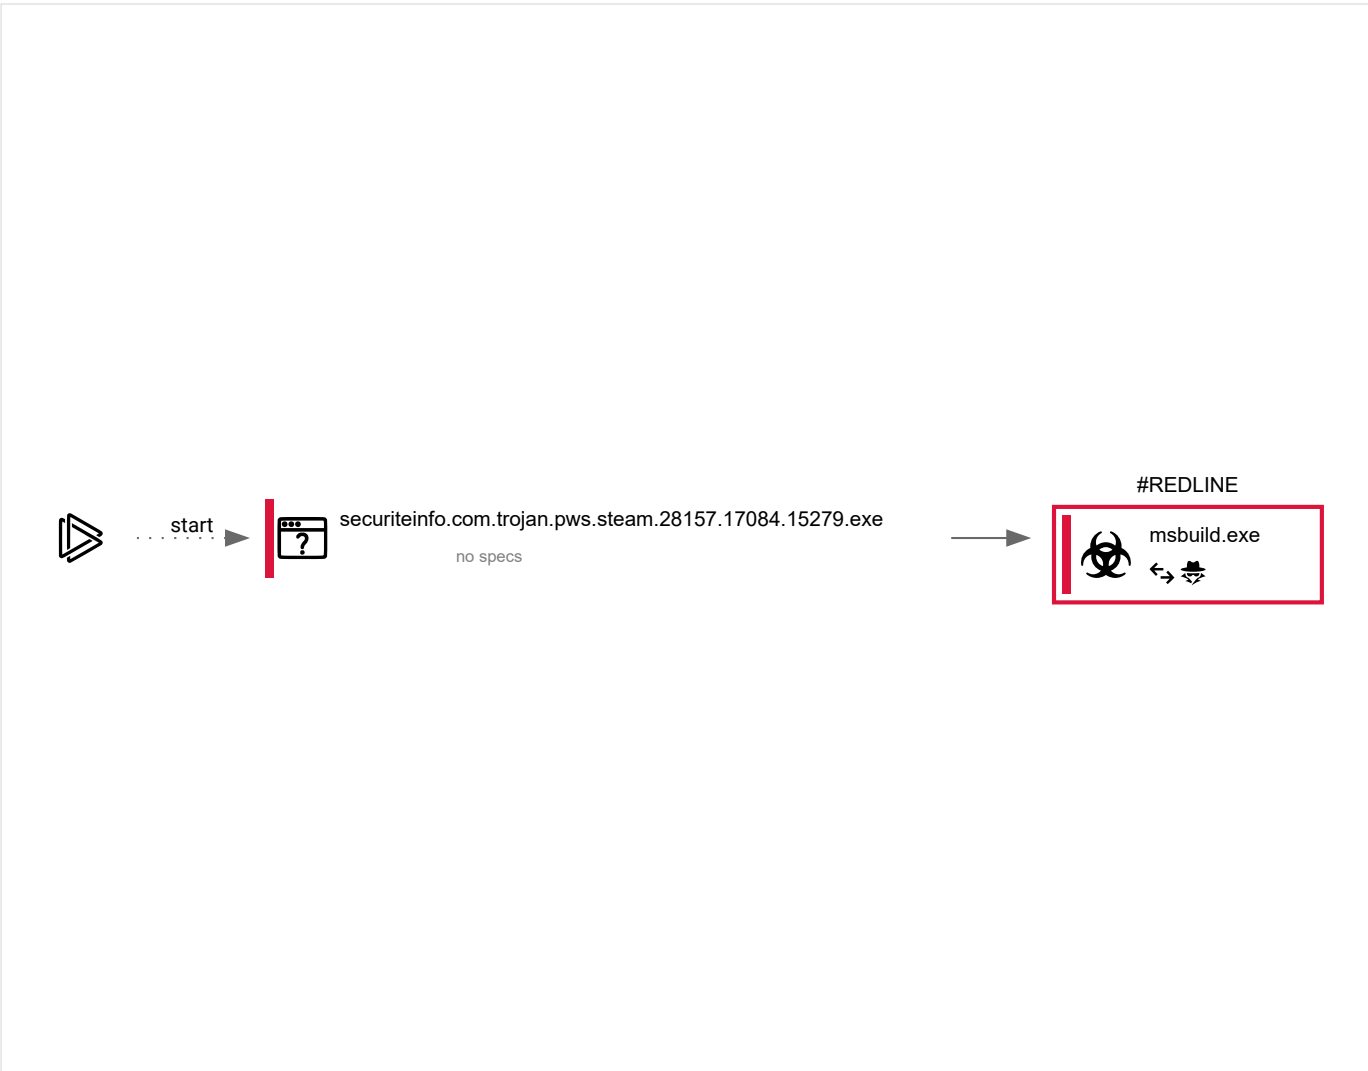 start
securiteinfo.com.trojan.pws.steam.28157.17084.15279.exe
no specs
#REDLINE
msbuild.exe